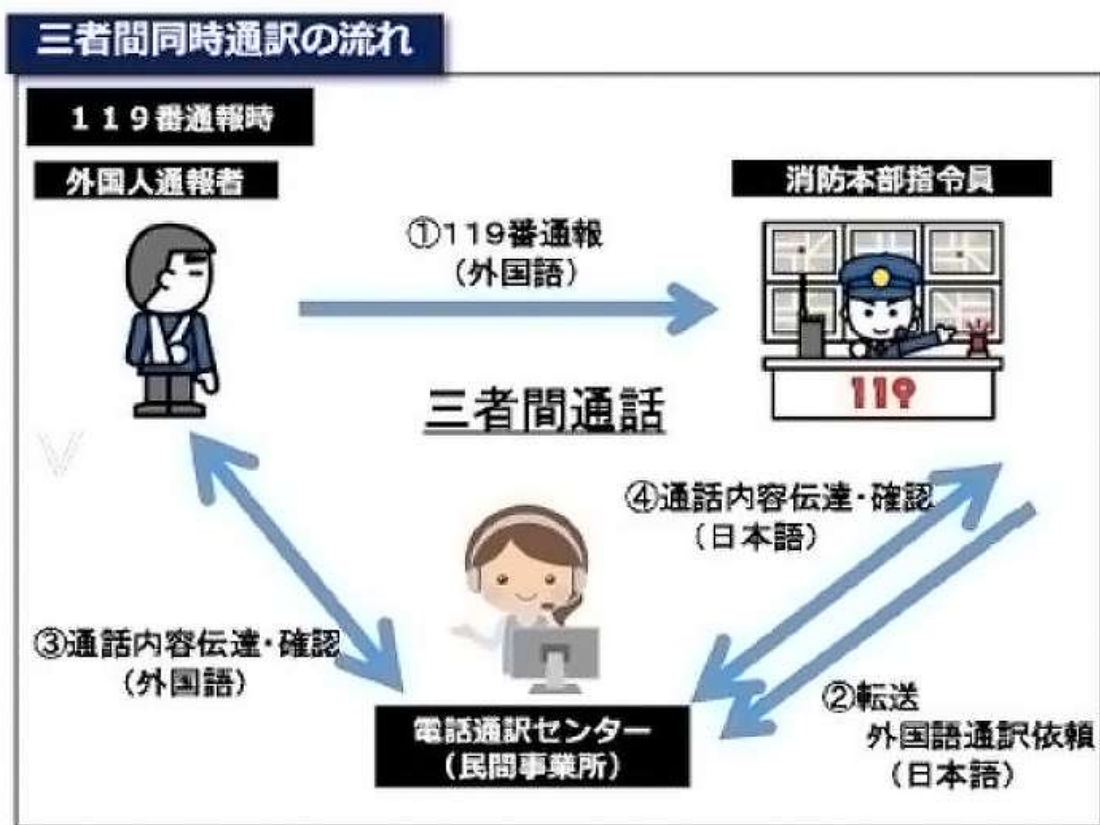 三者間同時通訳の流れ
１１９番通報時
外国人通報者
消防本部指令員
①119番通報
（外国語）
119
三者間通話
④通話内容伝達・確認
（日本語）
③通話内容伝達・確認
（外国語）
②転送
外国語通訳依頼
（日本語）
電話通訳センター
（民間事業所）